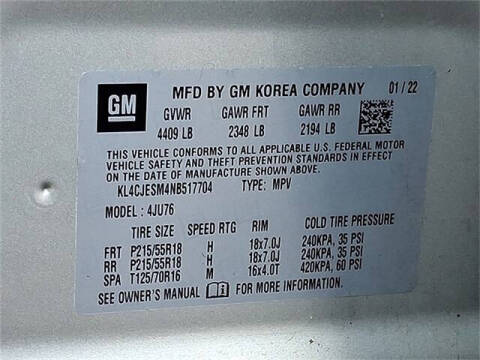 GM
MFD BY GM KOREA COMPANY 01/22
GVWR GAWR FRT GAWR RR
4409 LB 2348 LB 2194 LB
THIS VEHICLE CONFORMS TO ALL APPLICABLE U.S. FEDERAL MOTOR
VEHICLE SAFETY AND THEFT PREVENTION STANDARDS IN EFFECT ON
THE DATE OF MANUFACTURE SHOWN ABOVE.
KL4CJESM4NB517704 TYPE: MPV
MODEL: 4JU76
TIRE SIZE SPEED RTG RIM COLD TIRE PRESSURE
FRT P215/55R18 H 18x7.0J 240KPA, 35 PSI
RR P215/55R18 H 18x7.0J 240KPA, 35 PSI
SPA T125/70R16 M 16x4.0T 420KPA, 60 PSI
SEE OWNER'S MANUAL FOR MORE INFORMATION